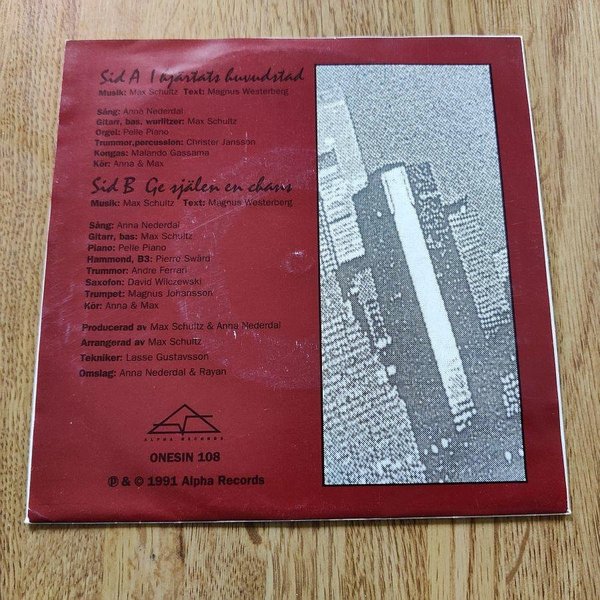 Sid A I hjärtats huvudstad
Musik: Max Schultz Text: Magnus Westerberg
Sång: Anna Nederdal
Gitarr, bas, wurlitzer: Max Schultz
Orgel: Pelle Piano
Trummor,percussion: Christer Jansson
Kongas: Malando Gassama
Kör: Anna & Max
Sid B Ge själen en chans
Musik: Max Schultz Text: Magnus Westerberg
Sång: Anna Nederdal
Gitarr, bas: Max Schultz
Piano: Pelle Piano
Hammond, B3: Pierre Swärd
Trummor: Andre Ferrari
Saxofon: David Wilczewski
Trumpet: Magnus Johansson
Kör: Anna & Max
Producerad av Max Schultz & Anna Nederdal
Arrangerad av Max Schultz
Tekniker: Lasse Gustavsson
Omslag: Anna Nederdal & Rayan
ALPHA RECORDS
ONESIN 108
℗ & © 1991 Alpha Records